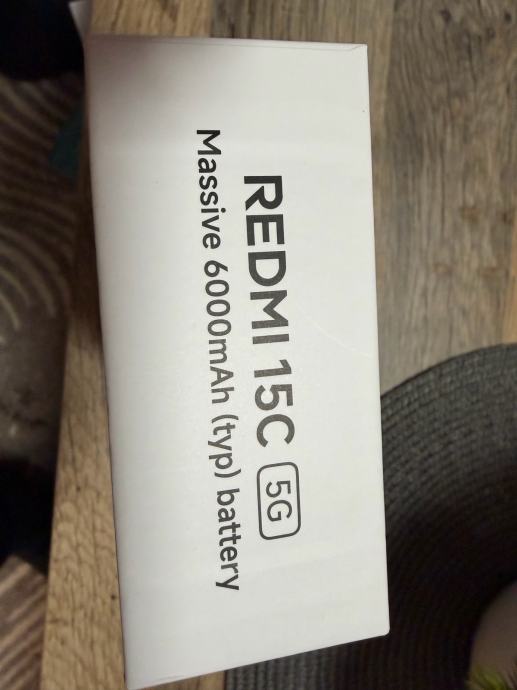 REDMI 15C 5G
Massive 6000mAh (typ) battery